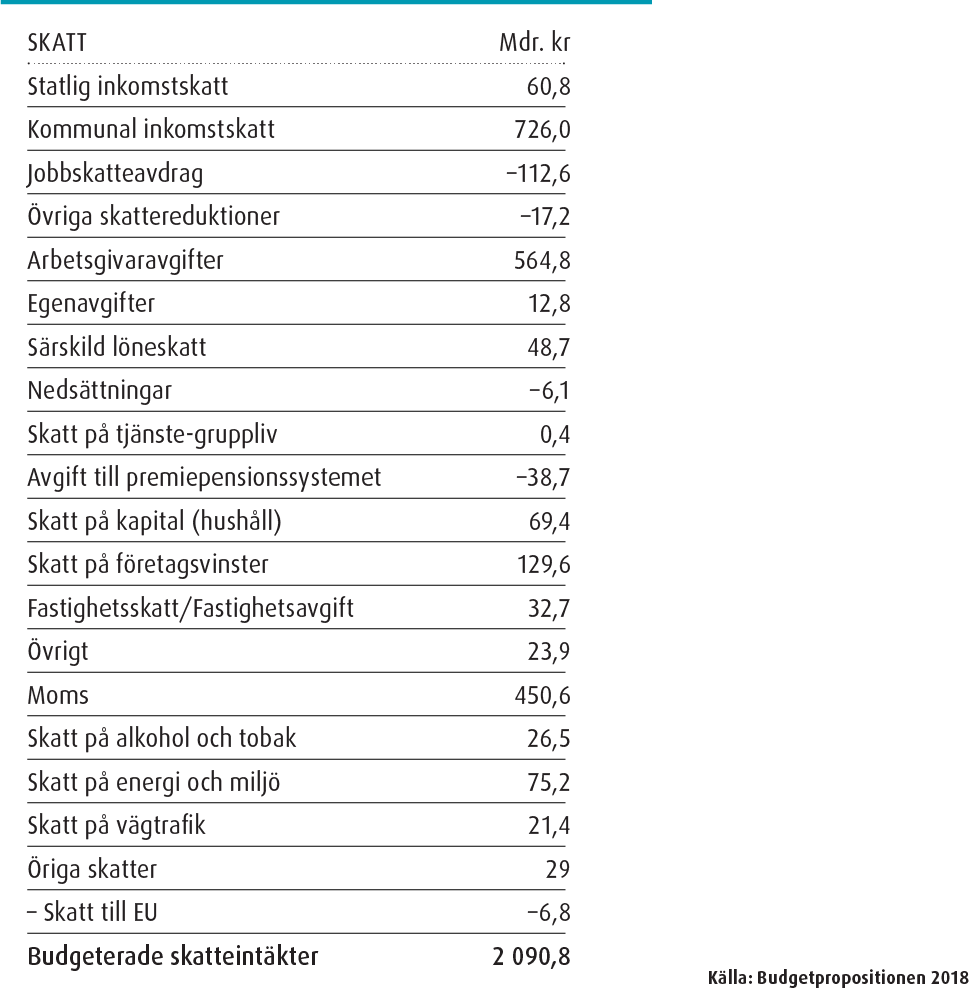 SKATT Mdr. kr
Statlig inkomstskatt 60,8
Kommunal inkomstskatt 726,0
Jobbskatteavdrag –112,6
Övriga skattereduktioner –17,2
Arbetsgivaravgifter 564,8
Egenavgifter 12,8
Särskild löneskatt 48,7
Nedsättningar –6,1
Skatt på tjänste-gruppliv 0,4
Avgift till premiepensionssystemet –38,7
Skatt på kapital (hushåll) 69,4
Skatt på företagsvinster 129,6
Fastighetsskatt/Fastighetsavgift 32,7
Övrigt 23,9
Moms 450,6
Skatt på alkohol och tobak 26,5
Skatt på energi och miljö 75,2
Skatt på vägtrafik 21,4
Öriga skatter 29
– Skatt till EU –6,8
Budgeterade skatteintäkter 2 090,8
Källa: Budgetpropositionen 2018